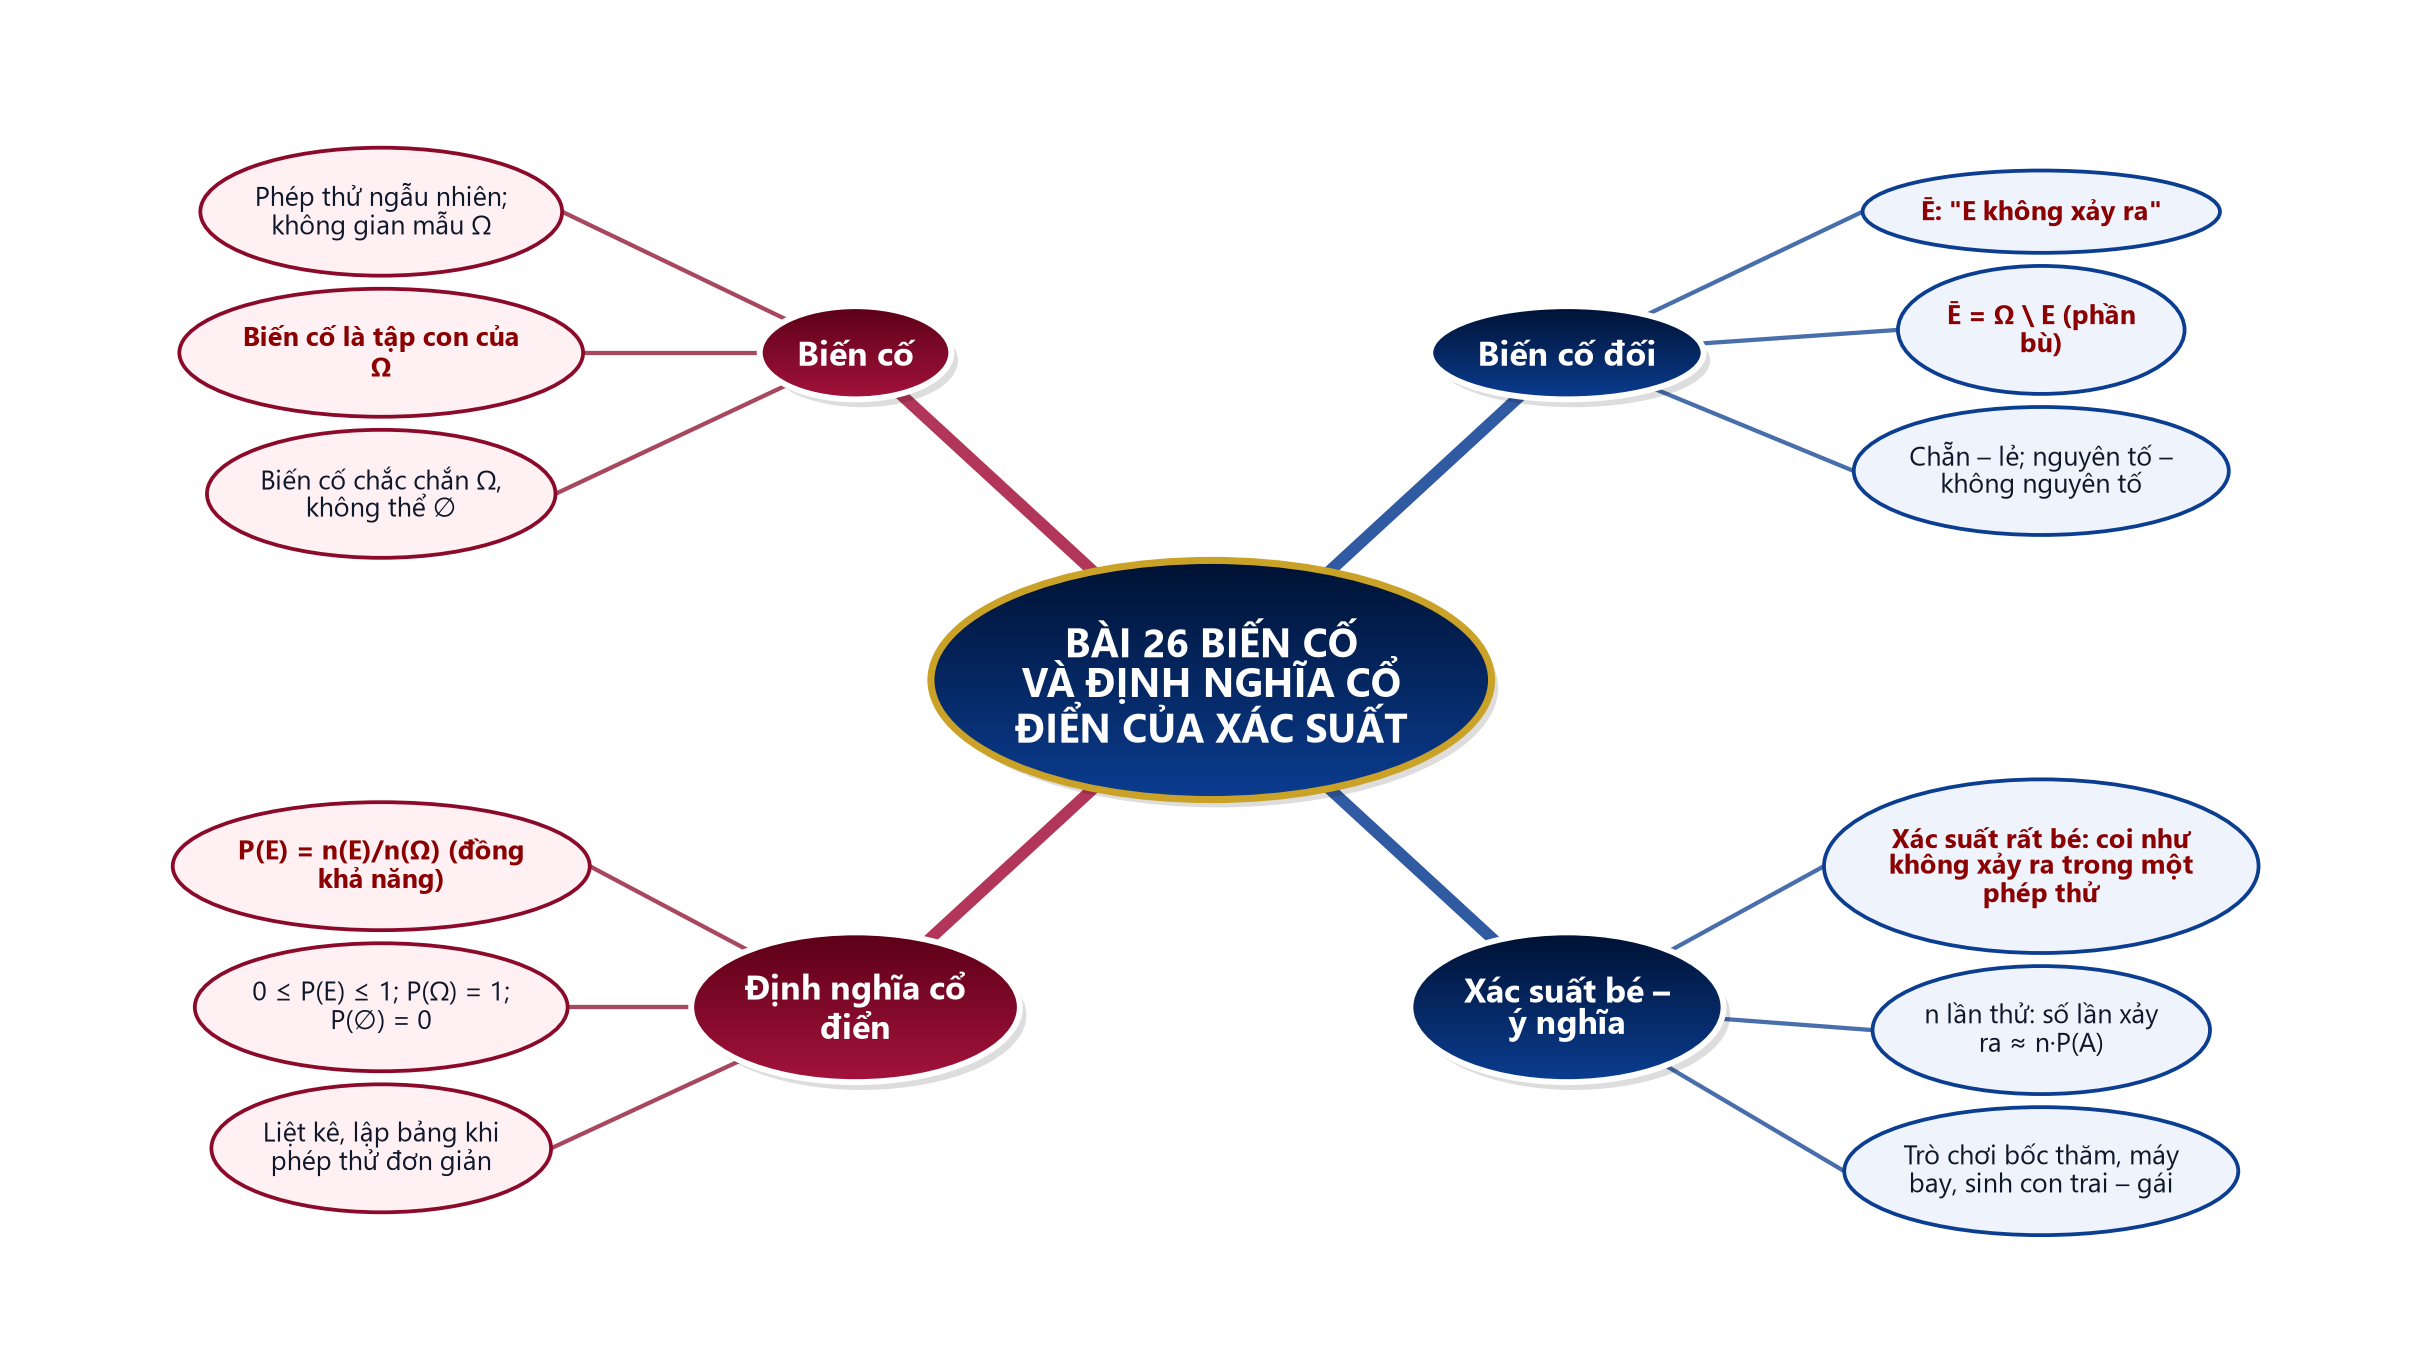 Phép thử ngẫu nhiên;
không gian mẫu Ω
Biến cố là tập con của
Ω
Biến cố chắc chắn Ω,
không thể ∅
Biến cố
Biến cố đối
Ē: "E không xảy ra"
Ē = Ω \ E (phần
bù)
Chẵn – lẻ; nguyên tố –
không nguyên tố
BÀI 26 BIẾN CỐ
VÀ ĐỊNH NGHĨA CỔ
ĐIỂN CỦA XÁC SUẤT
P(E) = n(E)/n(Ω) (đồng
khả năng)
0 ≤ P(E) ≤ 1; P(Ω) = 1;
P(∅) = 0
Liệt kê, lập bảng khi
phép thử đơn giản
Định nghĩa cổ
điển
Xác suất bé –
ý nghĩa
Xác suất rất bé: coi như
không xảy ra trong một
phép thử
n lần thử: số lần xảy
ra ≈ n·P(A)
Trò chơi bốc thăm, máy
bay, sinh con trai – gái